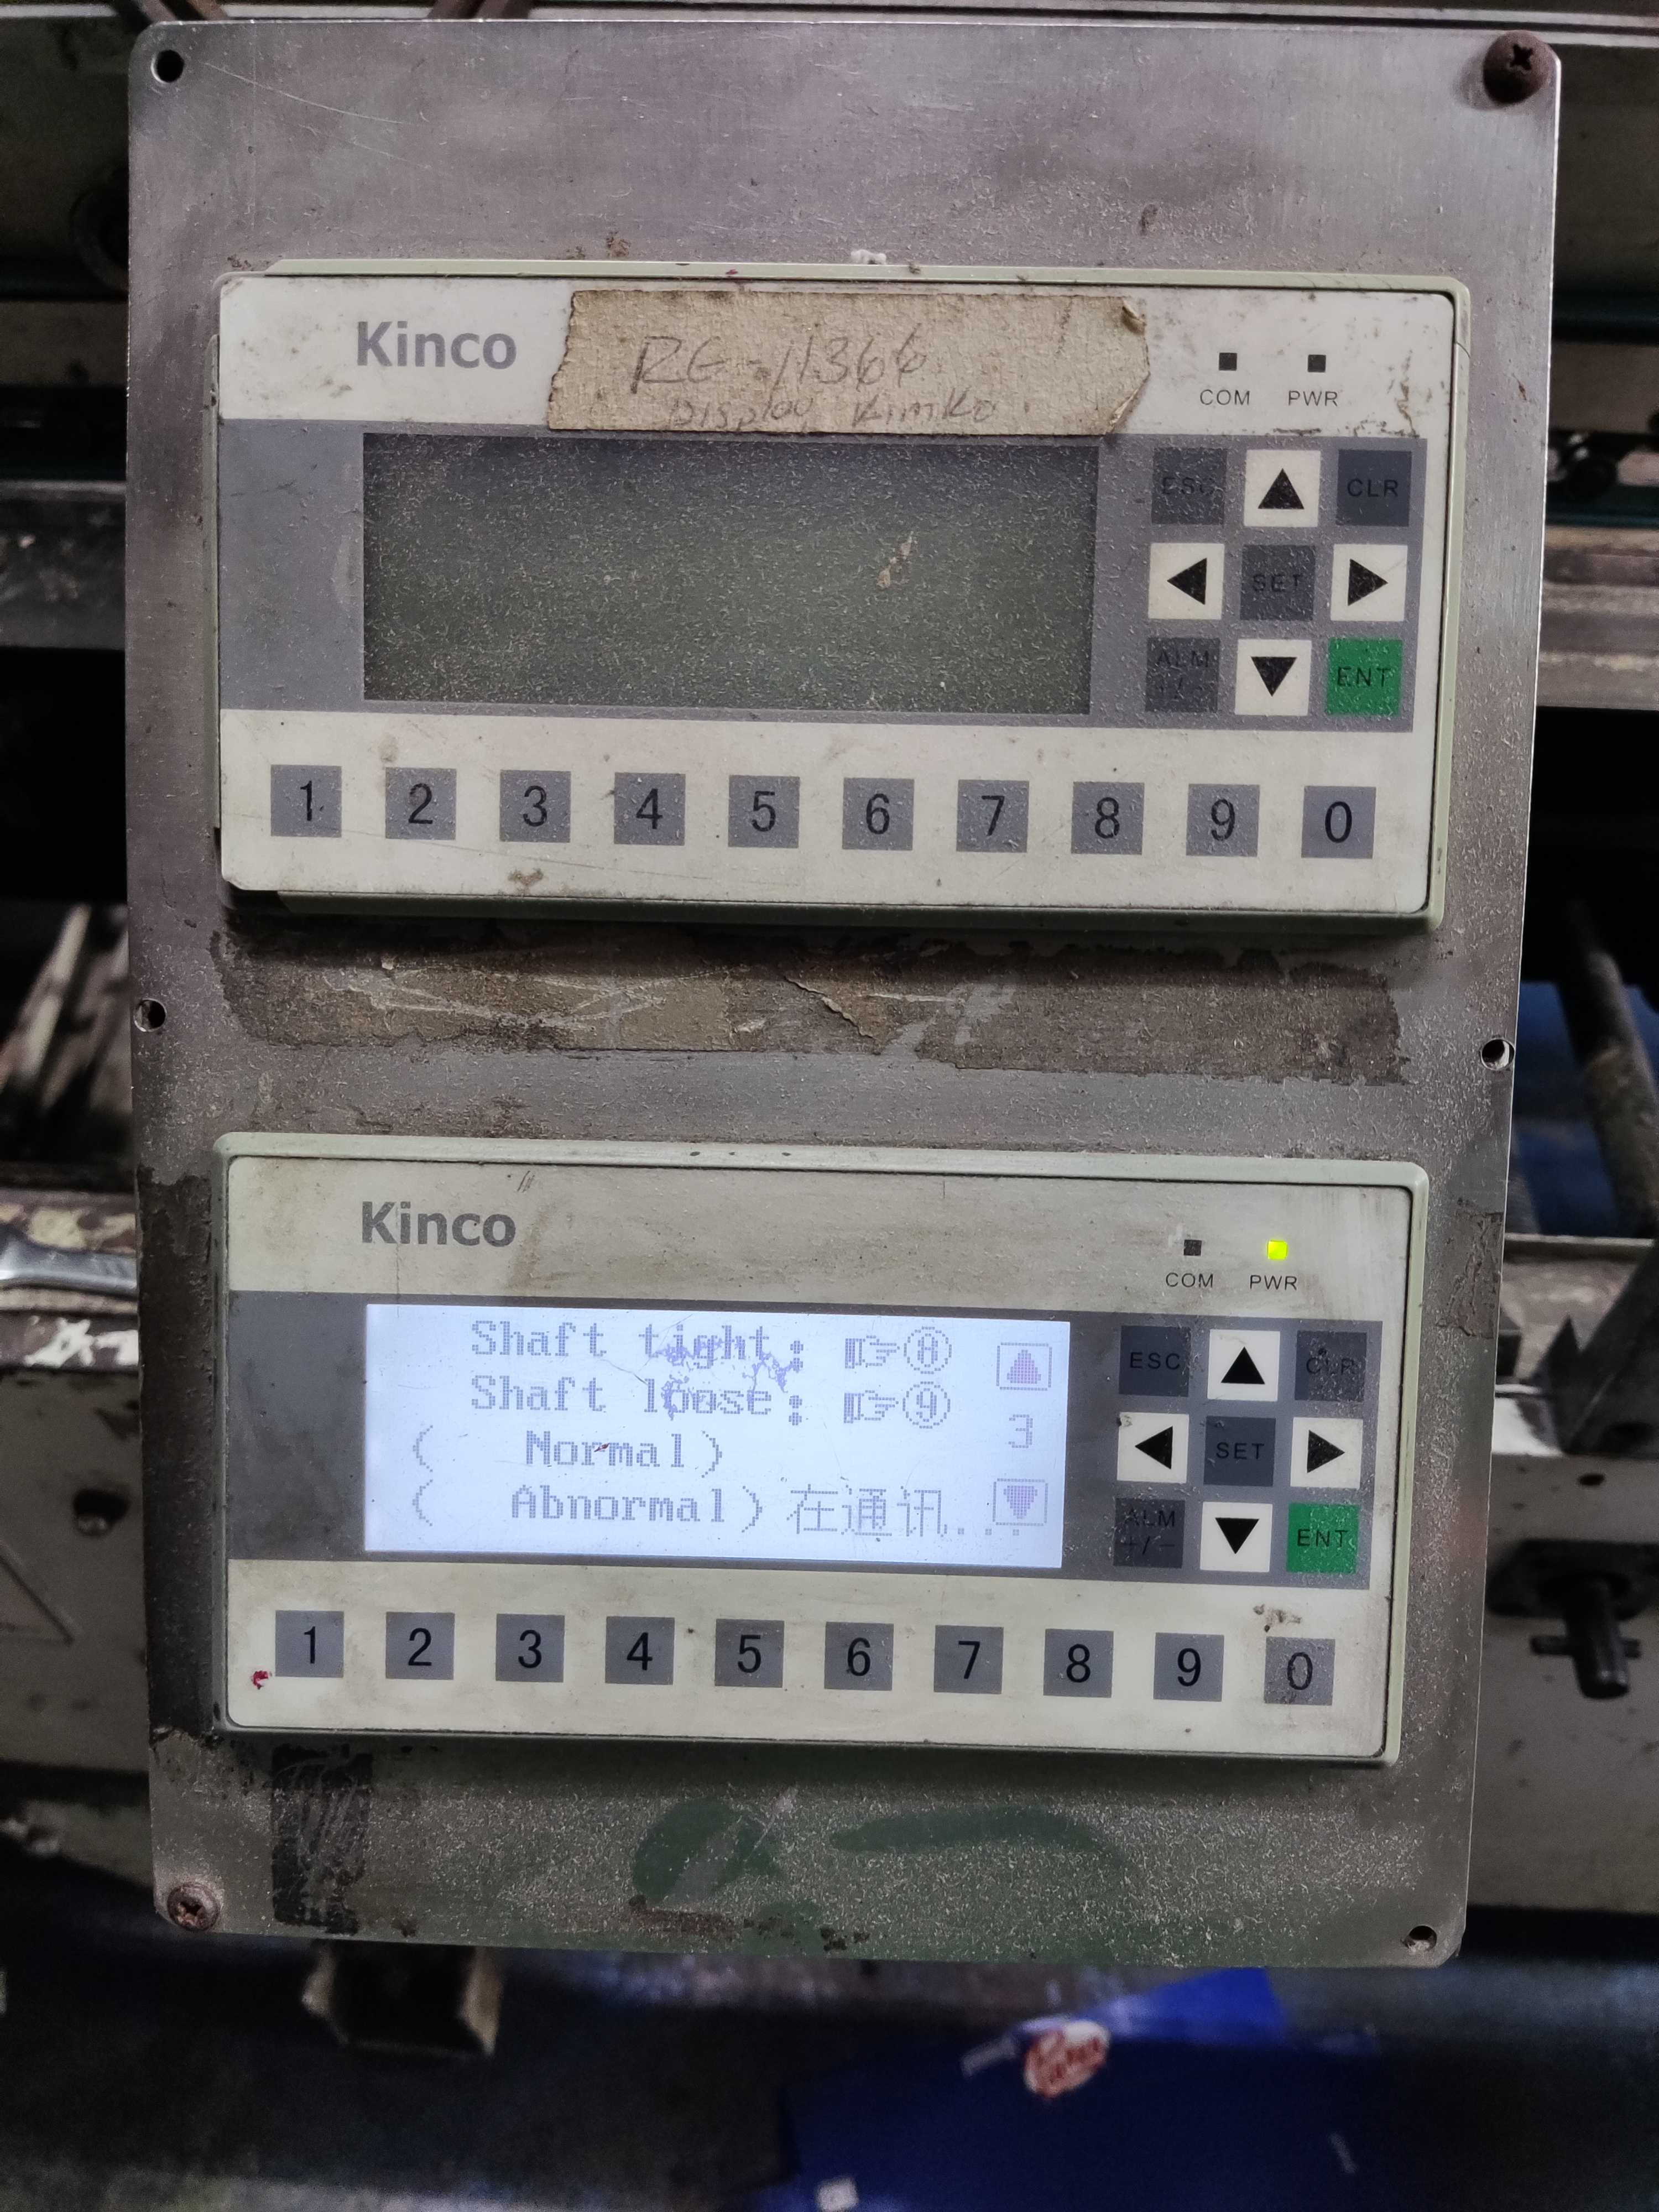 Kinco
RE-11366
Display KimKo
COM PWR
ESC CLR
SET
ALM
+/-
ENT
1 2 3 4 5 6 7 8 9 0
Kinco
COM PWR
Shaft tight: 8
Shaft loose: 9
3
( Normal)
( Abnormal) 在通讯...
ESC CLR
SET
ALM
+/-
ENT
1 2 3 4 5 6 7 8 9 0